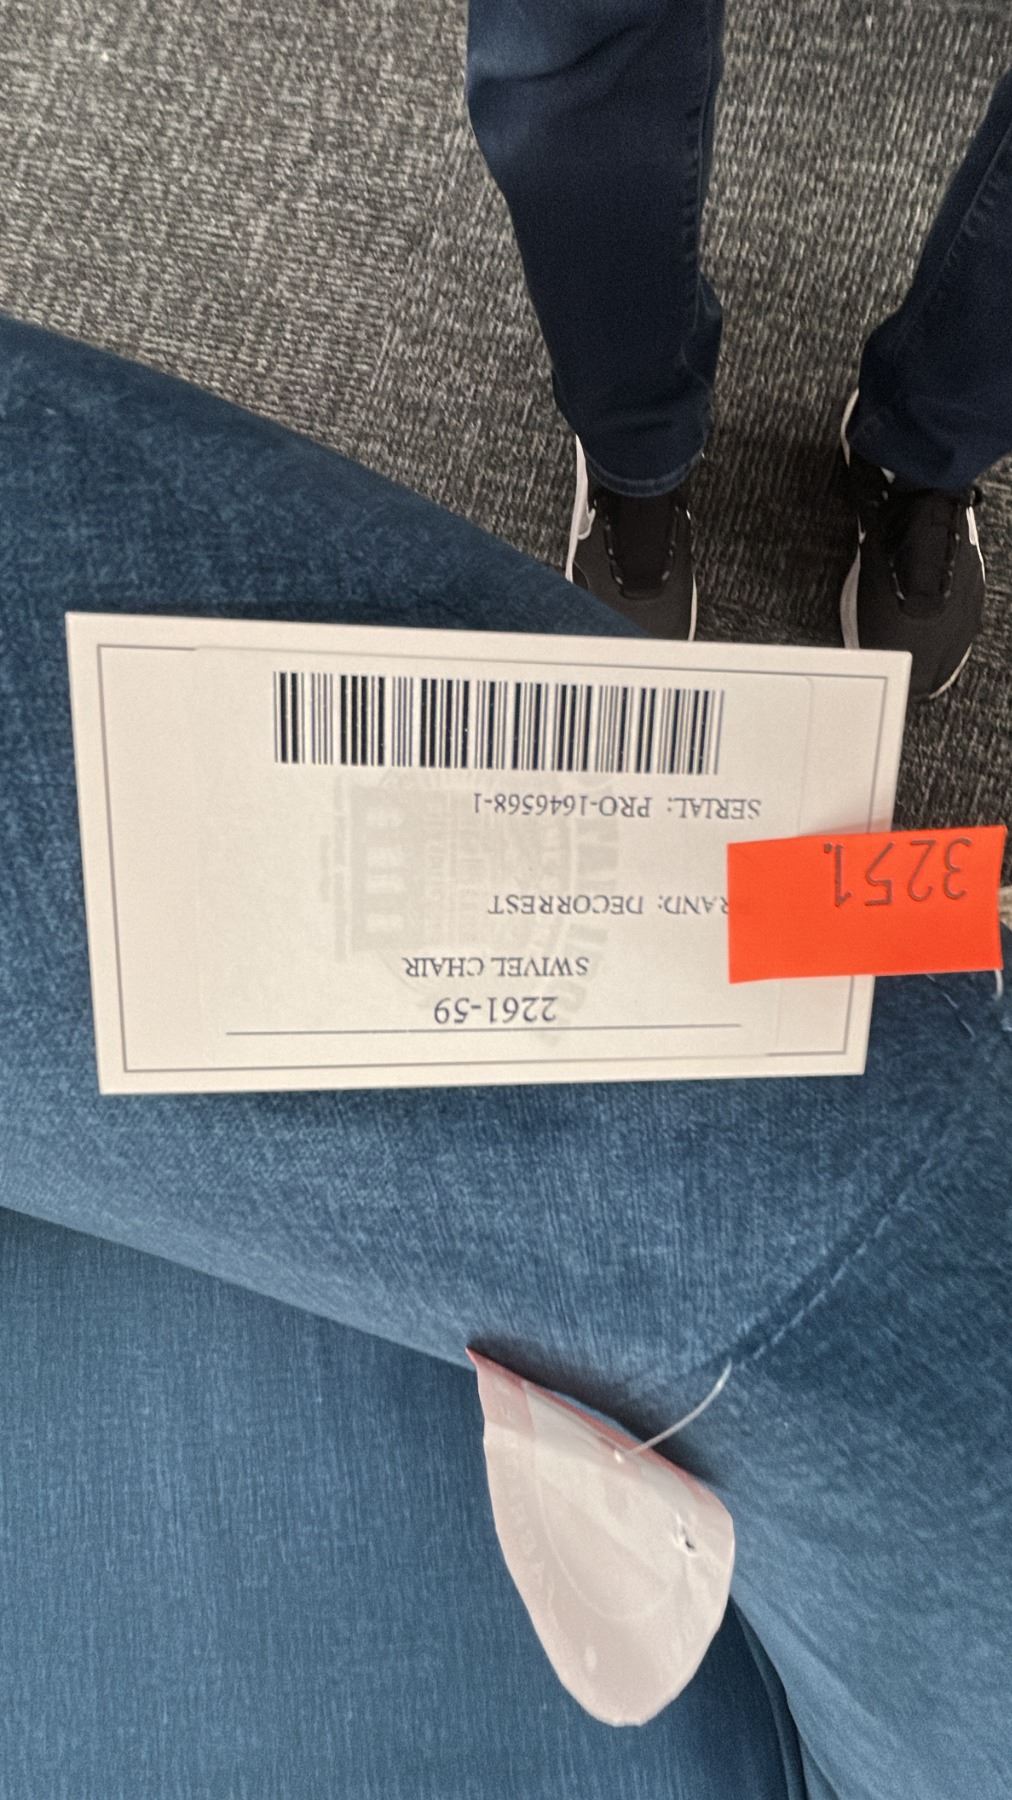 2261-59
SWIVEL CHAIR
RAND: DECORREST
SERIAL: PRO-1646568-1
3251.